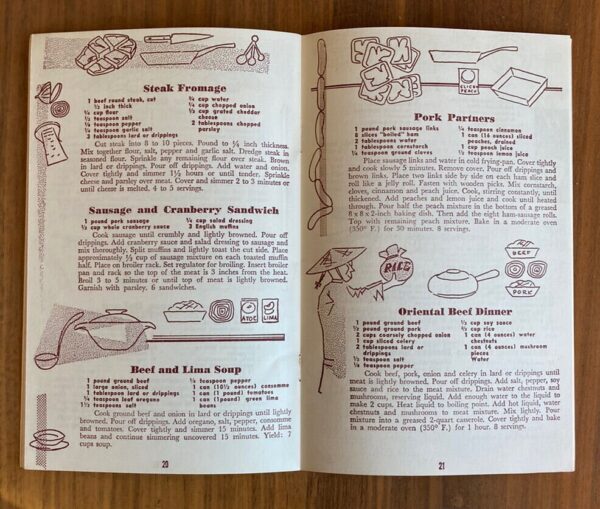 Steak Fromage
1 beef round steak, cut
½ inch thick
¼ cup flour
½ teaspoon salt
¼ teaspoon pepper
¼ teaspoon garlic salt
3 tablespoons lard or drippings
¼ cup water
¼ cup chopped onion
½ cup grated cheddar
cheese
2 tablespoons chopped
parsley
Cut steak into 8 to 10 pieces. Pound to ¼ inch thickness.
Mix together flour, salt, pepper and garlic salt. Dredge steak in
seasoned flour. Sprinkle any remaining flour over steak. Brown
in lard or drippings. Pour off drippings. Add water and onion.
Cover tightly and simmer 1½ hours or until tender. Sprinkle
cheese and parsley over meat. Cover and simmer 2 to 3 minutes or
until cheese is melted. 4 to 5 servings.
Sausage and Cranberry Sandwich
1 pound pork sausage
½ cup whole cranberry sauce
¼ cup salad dressing
3 English muffins
Cook sausage until crumbly and lightly browned. Pour off
drippings. Add cranberry sauce and salad dressing to sausage and
mix thoroughly. Split muffins and lightly toast the cut side. Place
approximately ⅓ cup of sausage mixture on each toasted muffin
half. Place on broiler rack. Set regulator for broiling. Insert broiler
pan and rack so the top of the meat is 3 inches from the heat.
Broil 3 to 5 minutes or until top of meat is lightly browned.
Garnish with parsley. 6 sandwiches.
LIMA
Beef and Lima Soup
1 pound ground beef
1 large onion, sliced
2 tablespoons lard or drippings
¼ teaspoon leaf oregano
1½ teaspoons salt
⅛ teaspoon pepper
1 can (10½ ounces) consomme
1 can (1 pound) tomatoes
1 can (1 pound) green lima
beans
Cook ground beef and onion in lard or drippings until lightly
browned. Pour off drippings. Add oregano, salt, pepper, consomme
and tomatoes. Cover tightly and simmer 15 minutes. Add lima
beans and continue simmering uncovered 15 minutes. Yield: 7
cups soup.
20
SLICED
PEACHES
Pork Partners
1 pound pork sausage links
8 slices "boiled" ham
2 tablespoons water
1 tablespoon cornstarch
¼ teaspoon ground cloves
¼ teaspoon cinnamon
1 can (16 ounces) sliced
peaches, drained
1 cup peach juice
½ teaspoon lemon juice
Place sausage links and water in cold frying-pan. Cover tightly
and cook slowly 5 minutes. Remove cover. Pour off drippings and
brown links. Place two links side by side on each ham slice and
roll like a jelly roll. Fasten with wooden picks. Mix cornstarch,
cloves, cinnamon and peach juice. Cook, stirring constantly, until
thickened. Add peaches and lemon juice and cook until heated
through. Pour half the peach mixture in the bottom of a greased
8 x 8 x 2-inch baking dish. Then add the eight ham-sausage rolls.
Top with remaining peach mixture. Bake in a moderate oven
(350° F.) for 30 minutes. 8 servings.
RICE
BEEF
PORK
Oriental Beef Dinner
1 pound ground beef
½ pound ground pork
2 cups coarsely chopped onion
1 cup sliced celery
2 tablespoons lard or
drippings
½ teaspoon salt
⅛ teaspoon pepper
¼ cup soy sauce
½ cup rice
1 can (4 ounces) water
chestnuts
1 can (4 ounces) mushroom
pieces
Water
Cook beef, pork, onion and celery in lard or drippings until
meat is lightly browned. Pour off drippings. Add salt, pepper, soy
sauce and rice to the meat mixture. Drain water chestnuts and
mushrooms, reserving liquid. Add enough water to the liquid to
make 2 cups. Heat liquid to boiling point. Add hot liquid, water
chestnuts and mushrooms to meat mixture. Mix lightly. Pour
mixture into a greased 2-quart casserole. Cover tightly and bake
in a moderate oven (350° F.) for 1 hour. 8 servings.
21